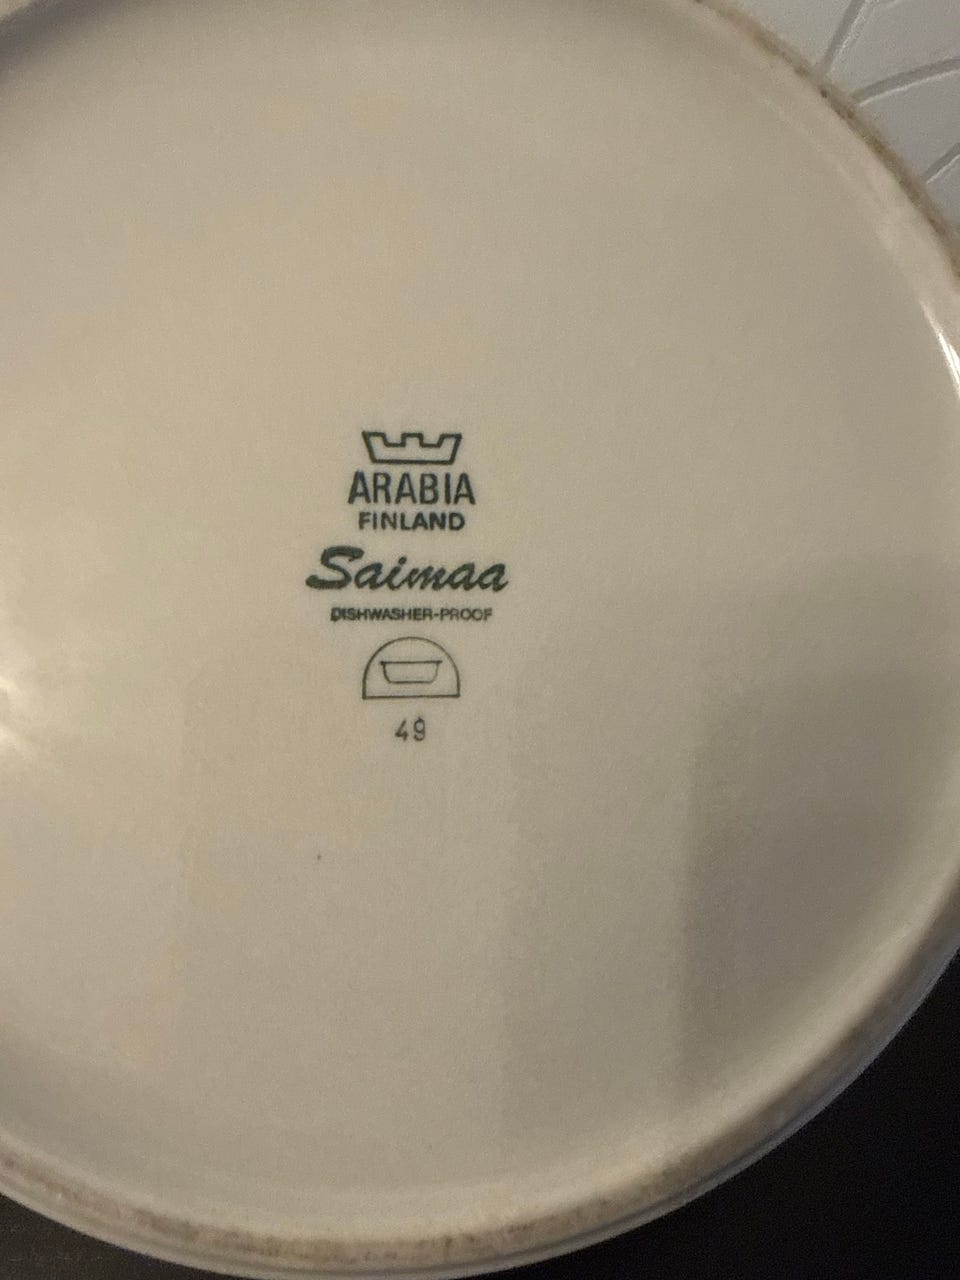 ARABIA
FINLAND
Saimaa
DISHWASHER-PROOF
49